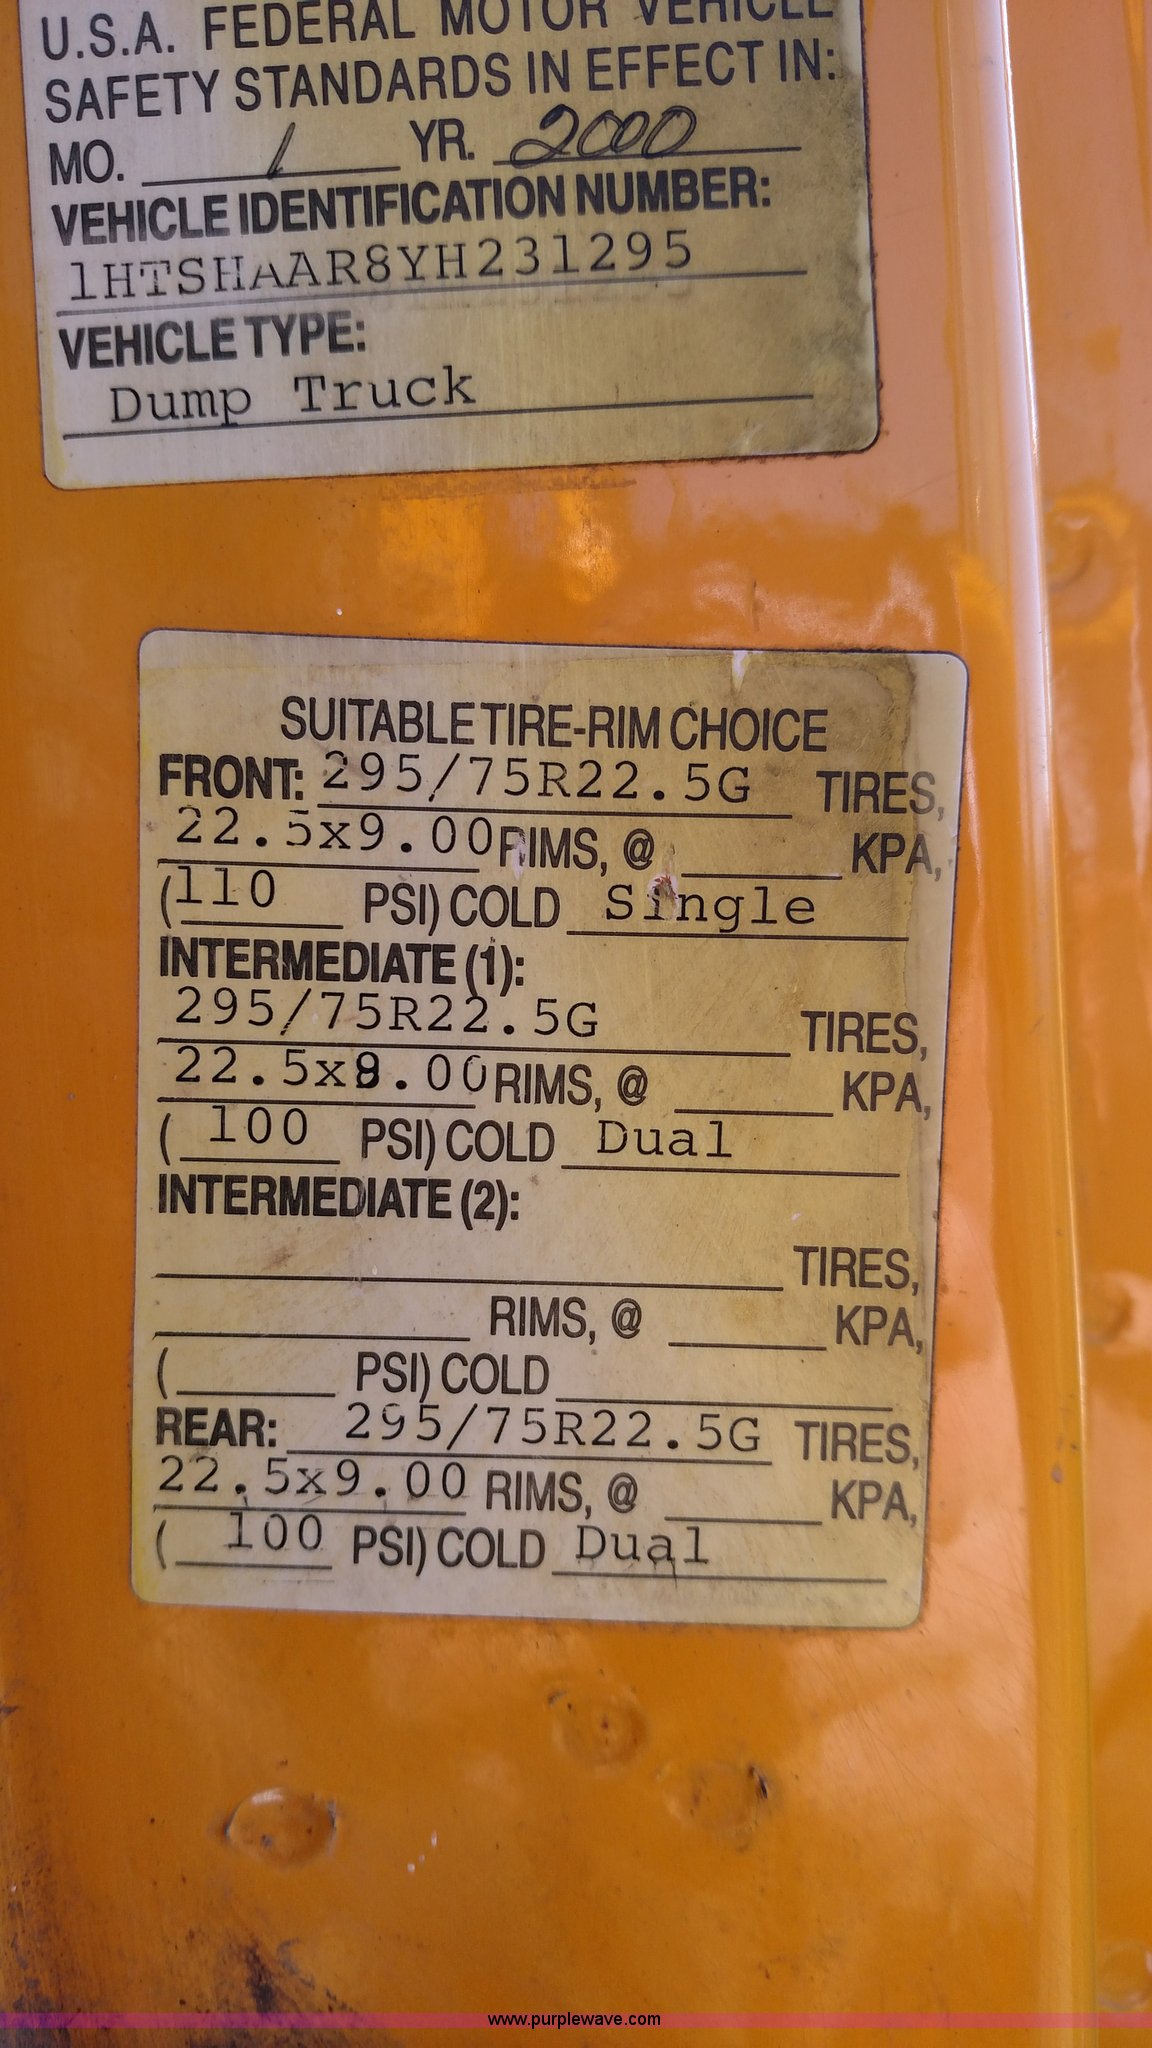 U.S.A. FEDERAL MOTOR VEHICLE
SAFETY STANDARDS IN EFFECT IN:
MO. 1 YR. 2000
VEHICLE IDENTIFICATION NUMBER:
1HTSHAAR8YH231295
VEHICLE TYPE:
Dump Truck
SUITABLE TIRE-RIM CHOICE
FRONT: 295/75R22.5G TIRES,
22.5x9.00 RIMS, @ KPA,
(110 PSI) COLD Single
INTERMEDIATE (1):
295/75R22.5G TIRES,
22.5x9.00 RIMS, @ KPA,
( 100 PSI) COLD Dual
INTERMEDIATE (2):
TIRES,
RIMS, @ KPA,
( PSI) COLD
REAR: 295/75R22.5G TIRES,
22.5x9.00 RIMS, @ KPA,
( 100 PSI) COLD Dual
www.purplewave.com